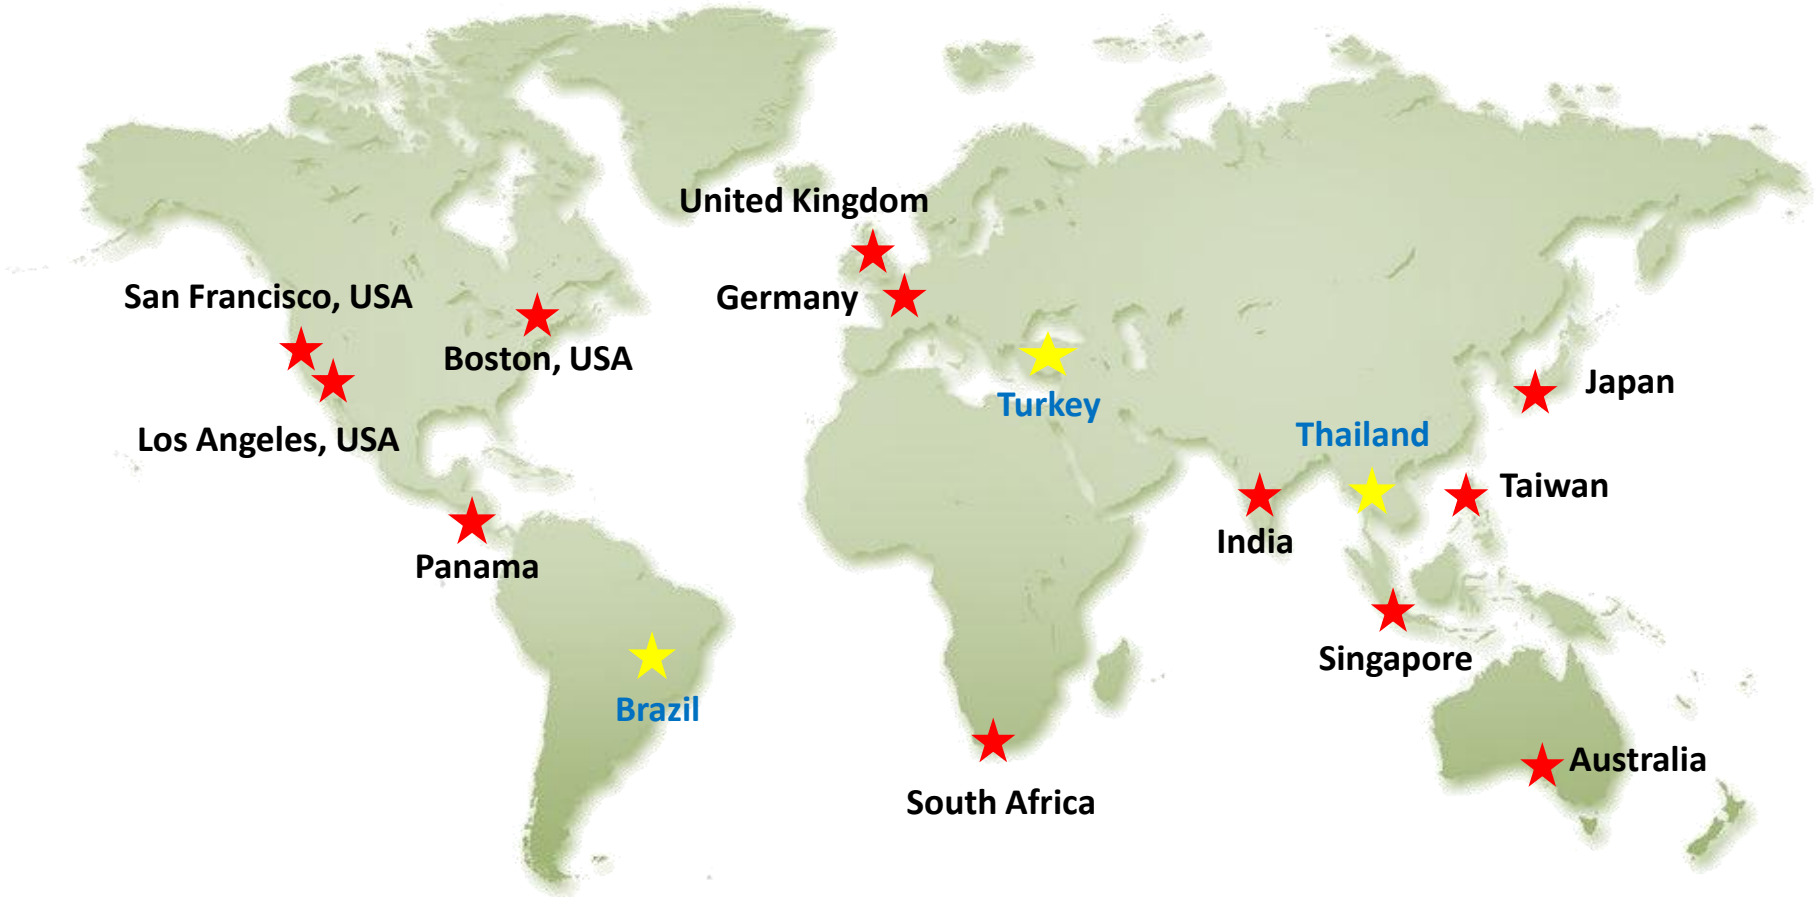 United Kingdom
San Francisco, USA
Germany
Boston, USA
Japan
Turkey
Thailand
Los Angeles, USA
Taiwan
India
Panama
Singapore
Brazil
Australia
South Africa